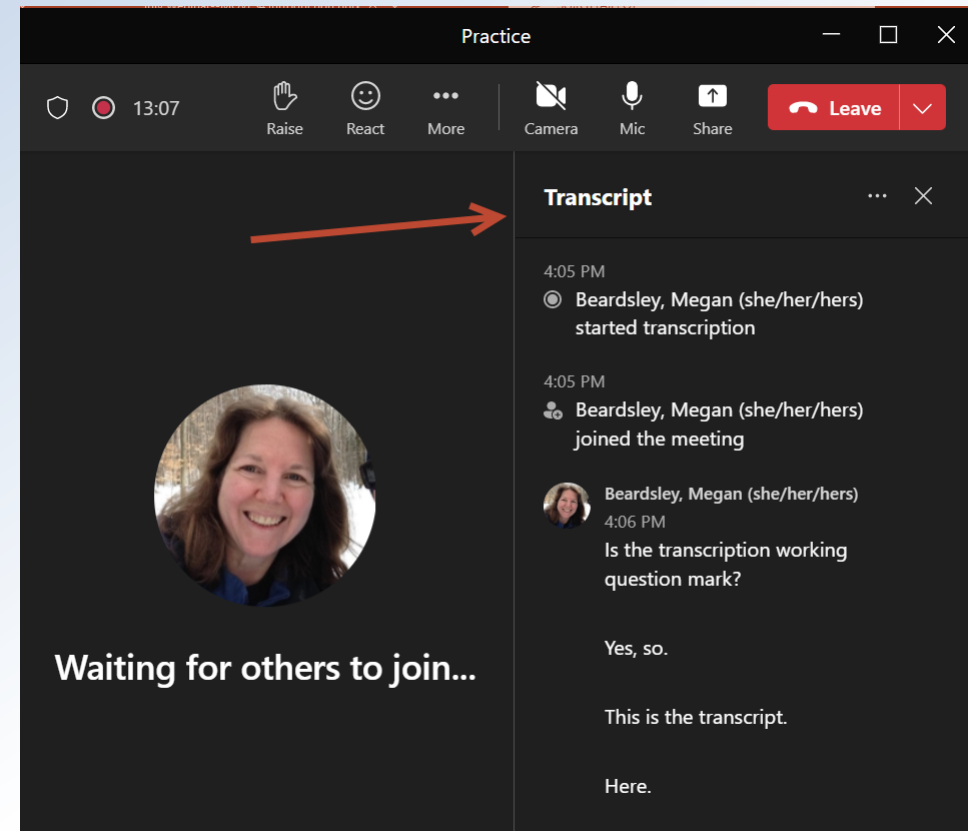 Practice
13:07
Raise
React
More
Camera
Mic
Share
Leave
Transcript
4:05 PM
Beardsley, Megan (she/her/hers)
started transcription
4:05 PM
Beardsley, Megan (she/her/hers)
joined the meeting
Beardsley, Megan (she/her/hers)
4:06 PM
Is the transcription working
question mark?
Yes, so.
This is the transcript.
Here.
Waiting for others to join...